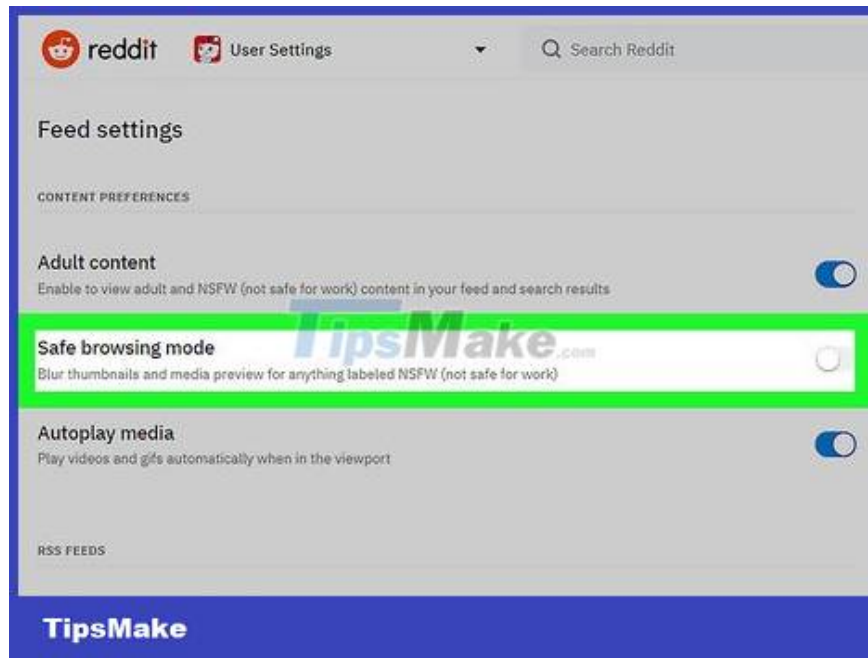 reddit User Settings Search Reddit
Feed settings
CONTENT PREFERENCES
Adult content
Enable to view adult and NSFW (not safe for work) content in your feed and search results
TipsMake.com
Safe browsing mode
Blur thumbnails and media preview for anything labeled NSFW (not safe for work)
Autoplay media
Play videos and gifs automatically when in the viewport
RSS FEEDS
TipsMake